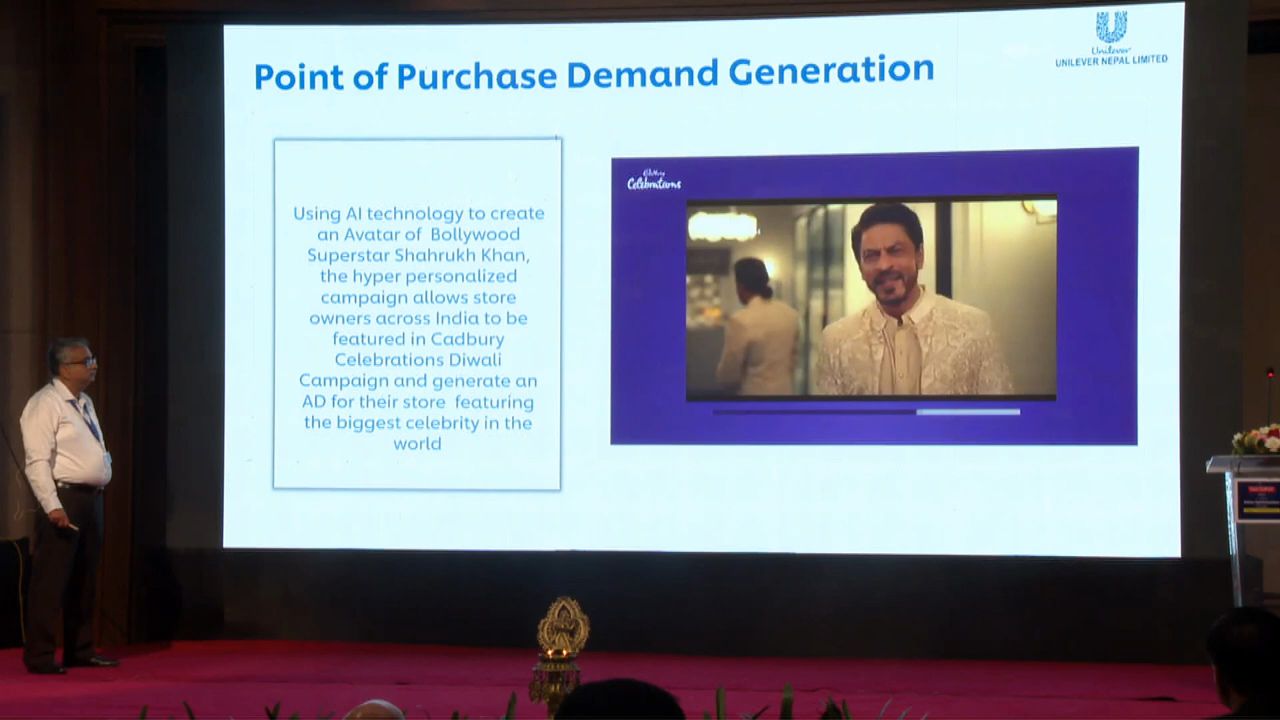 Unilever
UNILEVER NEPAL LIMITED
Point of Purchase Demand Generation
Using AI technology to create
an Avatar of Bollywood
Superstar Shahrukh Khan,
the hyper personalized
campaign allows store
owners across India to be
featured in Cadbury
Celebrations Diwali
Campaign and generate an
AD for their store featuring
the biggest celebrity in the
world
Cadbury
Celebrations